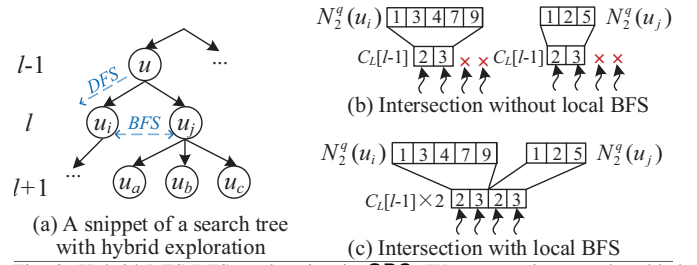 l-1
l
l+1
u
...
DFS
u_i
BFS
u_j
...
u_a
u_b
u_c
(a) A snippet of a search tree
with hybrid exploration
N_2^q(u_i) 1 3 4 7 9
1 2 5 N_2^q(u_j)
C_L[l-1] 2 3 × ×
C_L[l-1] 2 3 × ×
(b) Intersection without local BFS
N_2^q(u_i) 1 3 4 7 9
1 2 5 N_2^q(u_j)
C_L[l-1]×2 2 3 2 3
(c) Intersection with local BFS